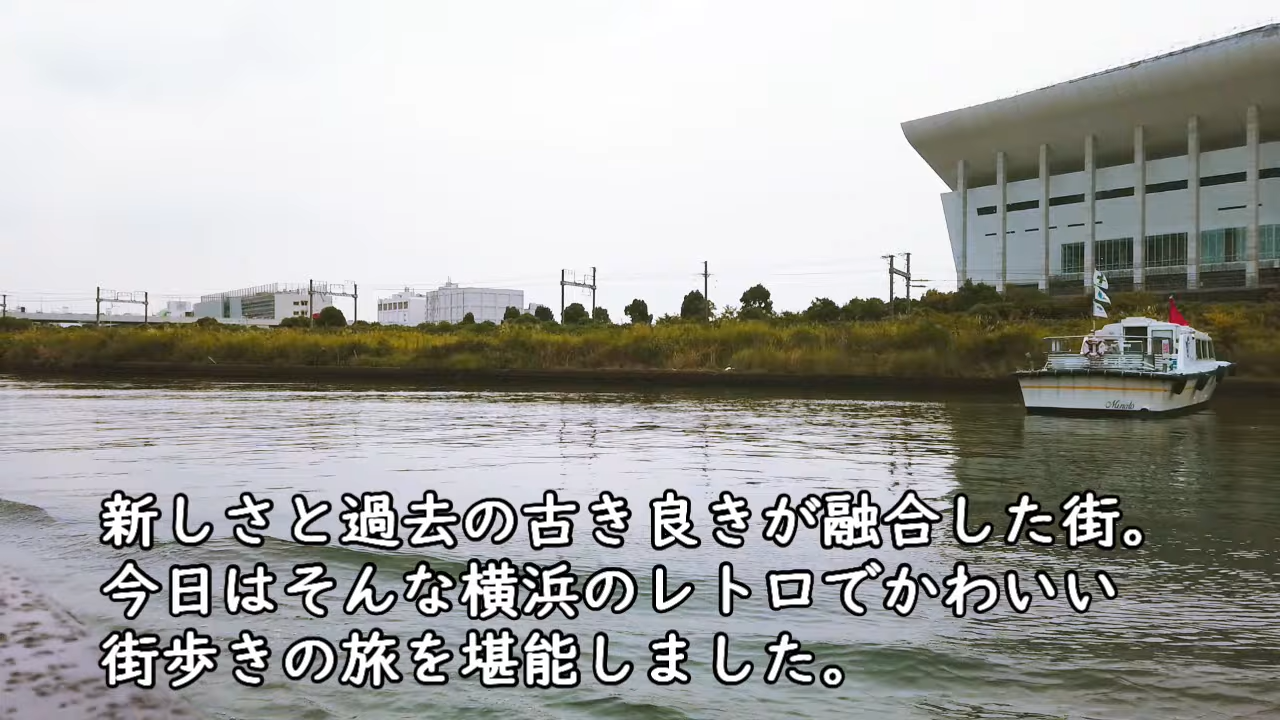 新しさと過去の古き良きが融合した街。
今日はそんな横浜のレトロでかわいい
街歩きの旅を堪能しました。